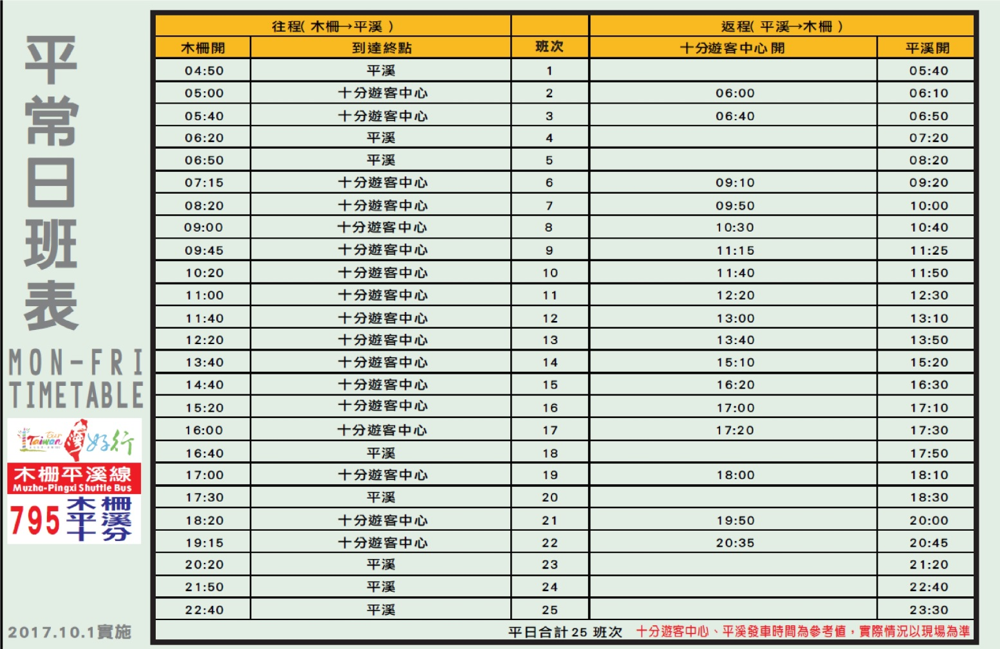 平常日班表
MON-FRI
TIMETABLE
Tour
Taiwan
灣好行
木柵平溪線
Muzha-Pingxi Shuttle Bus
795
木柵
平溪
十分
2017.10.1實施
往程( 木柵→平溪 ) 返程( 平溪→木柵 )
木柵開 到達終點 班次 十分遊客中心開 平溪開
04:50 平溪 1 05:40
05:00 十分遊客中心 2 06:00 06:10
05:40 十分遊客中心 3 06:40 06:50
06:20 平溪 4 07:20
06:50 平溪 5 08:20
07:15 十分遊客中心 6 09:10 09:20
08:20 十分遊客中心 7 09:50 10:00
09:00 十分遊客中心 8 10:30 10:40
09:45 十分遊客中心 9 11:15 11:25
10:20 十分遊客中心 10 11:40 11:50
11:00 十分遊客中心 11 12:20 12:30
11:40 十分遊客中心 12 13:00 13:10
12:20 十分遊客中心 13 13:40 13:50
13:40 十分遊客中心 14 15:10 15:20
14:40 十分遊客中心 15 16:20 16:30
15:20 十分遊客中心 16 17:00 17:10
16:00 十分遊客中心 17 17:20 17:30
16:40 平溪 18 17:50
17:00 十分遊客中心 19 18:00 18:10
17:30 平溪 20 18:30
18:20 十分遊客中心 21 19:50 20:00
19:15 十分遊客中心 22 20:35 20:45
20:20 平溪 23 21:20
21:50 平溪 24 22:40
22:40 平溪 25 23:30
平日合計 25 班次 十分遊客中心、平溪發車時間為參考值，實際情況以現場為準